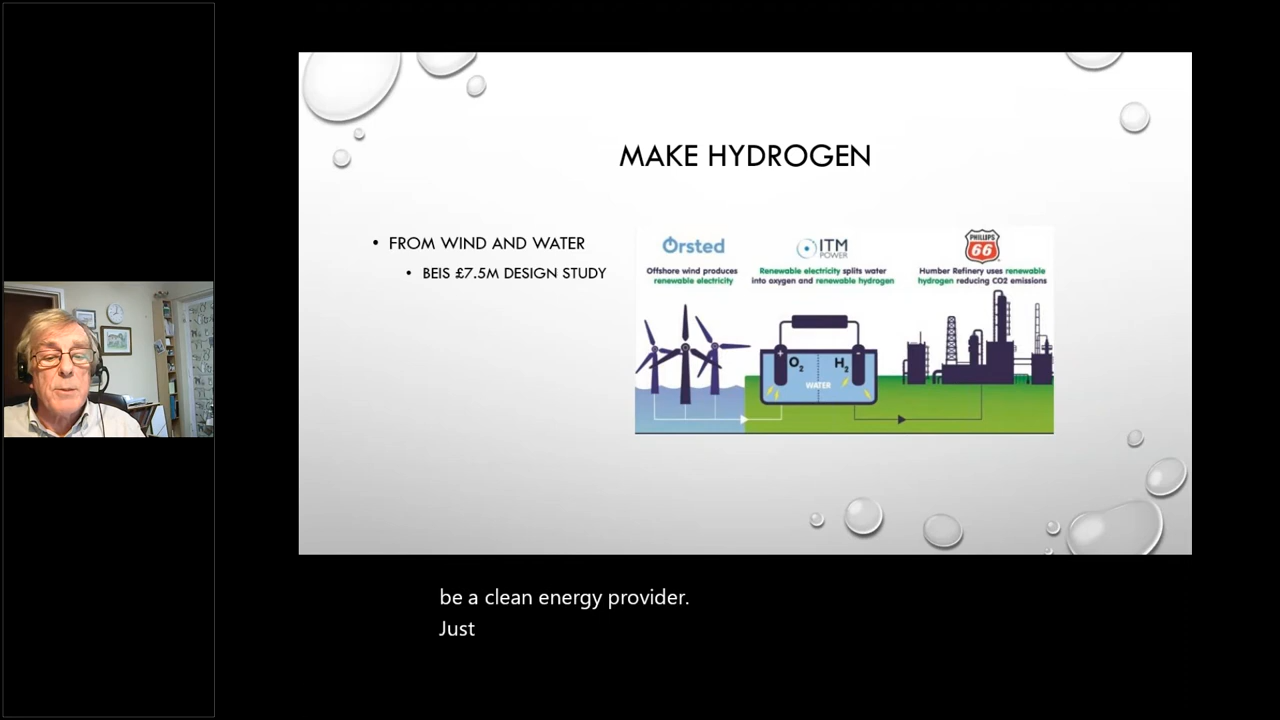 MAKE HYDROGEN
• FROM WIND AND WATER
• BEIS £7.5M DESIGN STUDY
Orsted
Offshore wind produces
renewable electricity
ITM
POWER
Renewable electricity splits water
into oxygen and renewable hydrogen
PHILLIPS
66
Humber Refinery uses renewable
hydrogen reducing CO2 emissions
+
O2
H2
-
WATER
be a clean energy provider.
Just